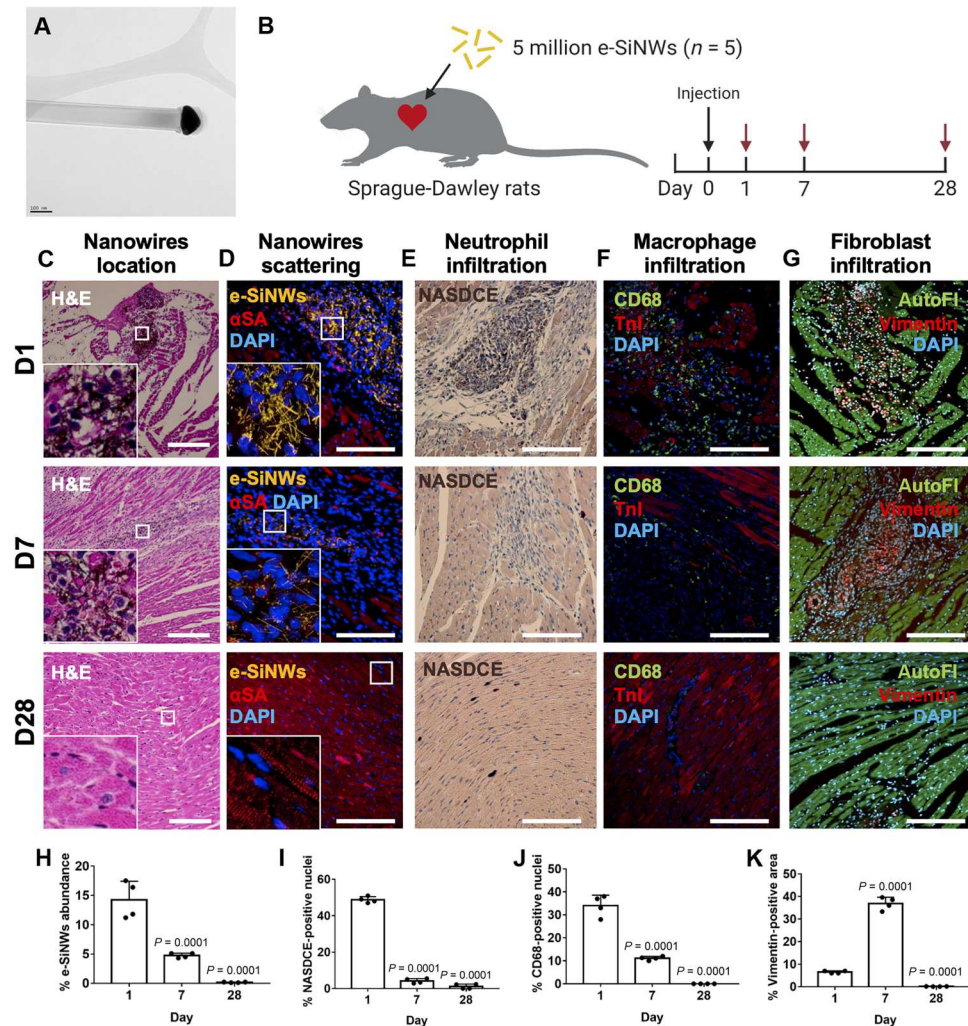 A
100 nm
B
5 million e-SiNWs (n = 5)
Sprague-Dawley rats
Injection
Day 0 1 7 28
C Nanowires location
D Nanowires scattering
E Neutrophil infiltration
F Macrophage infiltration
G Fibroblast infiltration
D1
H&E
e-SiNWs
αSA
DAPI
NASDCE
CD68
TnI
DAPI
AutoFl
Vimentin
DAPI
D7
H&E
e-SiNWs
αSA DAPI
NASDCE
CD68
TnI
DAPI
AutoFl
Vimentin
DAPI
D28
H&E
e-SiNWs
αSA
DAPI
NASDCE
CD68
TnI
DAPI
AutoFl
Vimentin
DAPI
H
% e-SiNWs abundance
20
15
10
5
0
P = 0.0001
P = 0.0001
1 7 28
Day
I
% NASDCE-positive nuclei
60
40
20
0
P = 0.0001
P = 0.0001
1 7 28
Day
J
% CD68-positive nuclei
50
40
30
20
10
0
P = 0.0001
P = 0.0001
1 7 28
Day
K
% Vimentin-positive area
50
40
30
20
10
0
P = 0.0001
P = 0.0001
1 7 28
Day